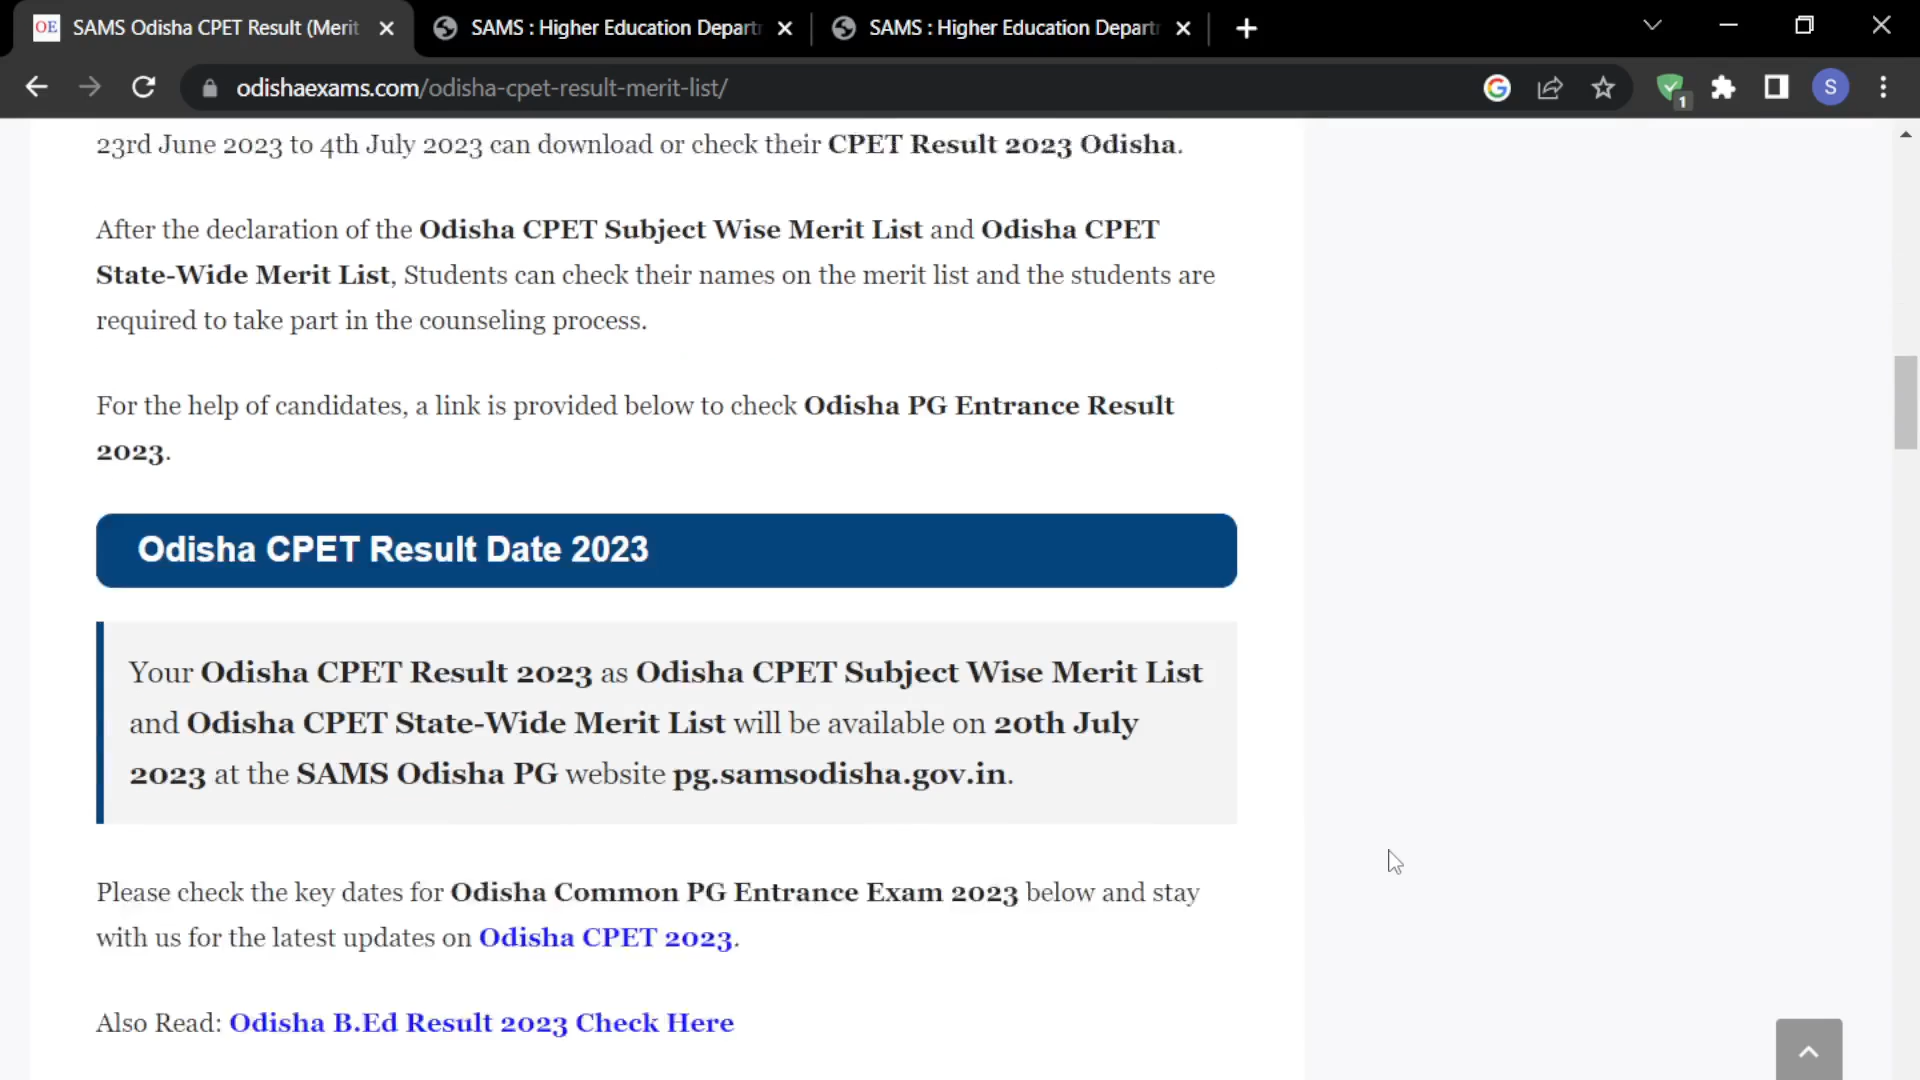 SAMS Odisha CPET Result (Merit
SAMS : Higher Education Depart
SAMS : Higher Education Depart
odishaexams.com/odisha-cpet-result-merit-list/
1
S
23rd June 2023 to 4th July 2023 can download or check their CPET Result 2023 Odisha.
After the declaration of the Odisha CPET Subject Wise Merit List and Odisha CPET
State-Wide Merit List, Students can check their names on the merit list and the students are
required to take part in the counseling process.
For the help of candidates, a link is provided below to check Odisha PG Entrance Result
2023.
Odisha CPET Result Date 2023
Your Odisha CPET Result 2023 as Odisha CPET Subject Wise Merit List
and Odisha CPET State-Wide Merit List will be available on 20th July
2023 at the SAMS Odisha PG website pg.samsodisha.gov.in.
Please check the key dates for Odisha Common PG Entrance Exam 2023 below and stay
with us for the latest updates on Odisha CPET 2023.
Also Read: Odisha B.Ed Result 2023 Check Here